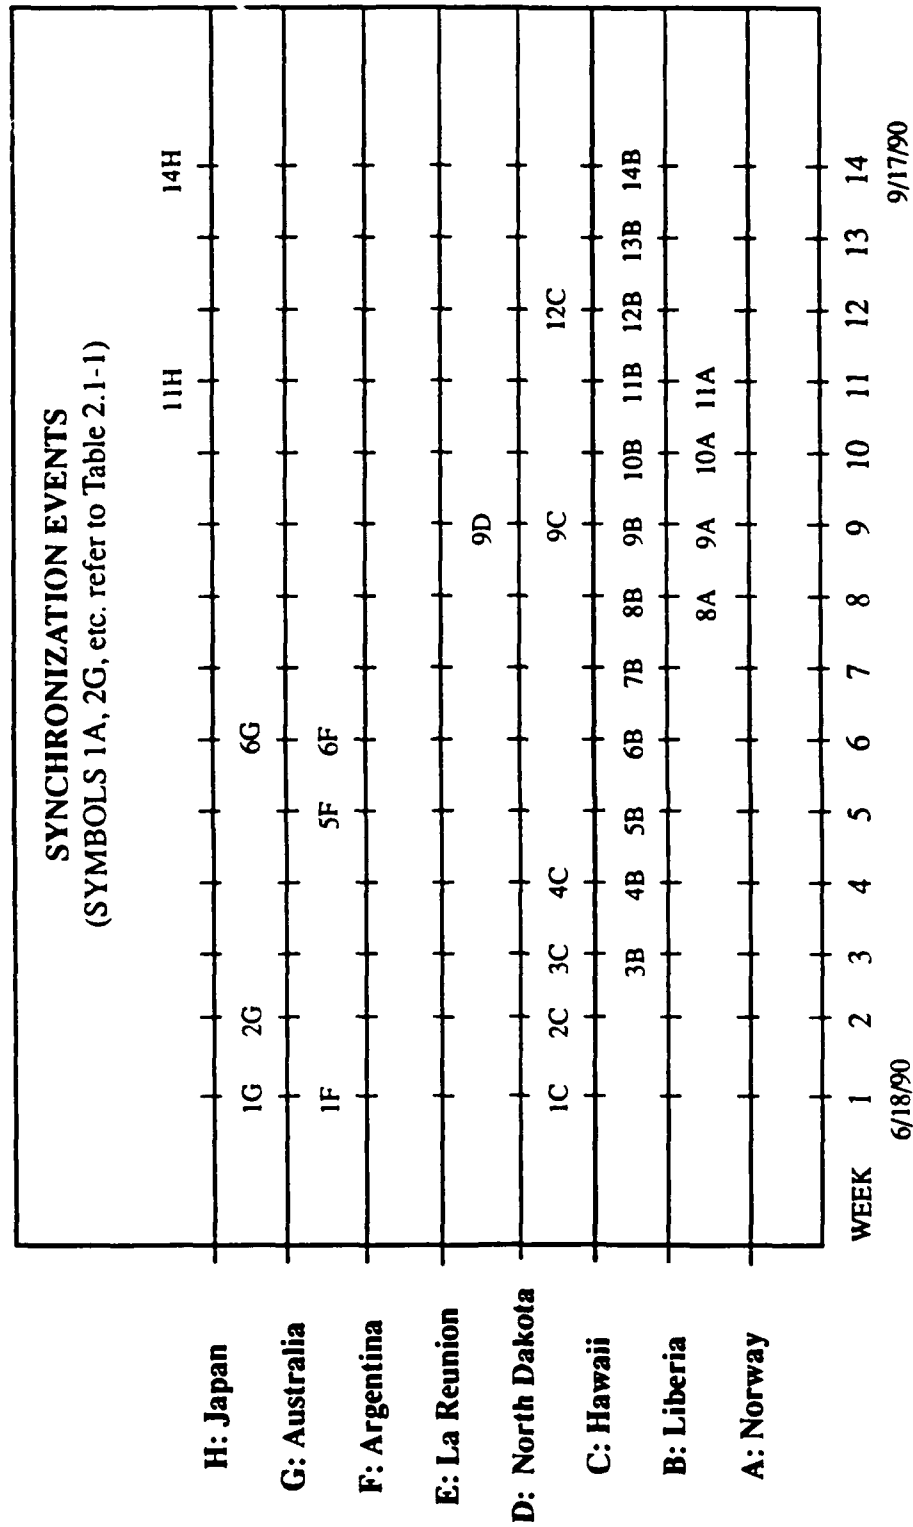 SYNCHRONIZATION EVENTS
(SYMBOLS 1A, 2G, etc. refer to Table 2.1-1)
11H 14H
H: Japan
1G 2G 6G
G: Australia
1F 5F 6F
F: Argentina
E: La Reunion
9D
D: North Dakota
1C 2C 3C 4C 9C 12C
C: Hawaii
3B 4B 5B 6B 7B 8B 9B 10B 11B 12B 13B 14B
B: Liberia
8A 9A 10A 11A
A: Norway
WEEK 1 2 3 4 5 6 7 8 9 10 11 12 13 14
6/18/90 9/17/90